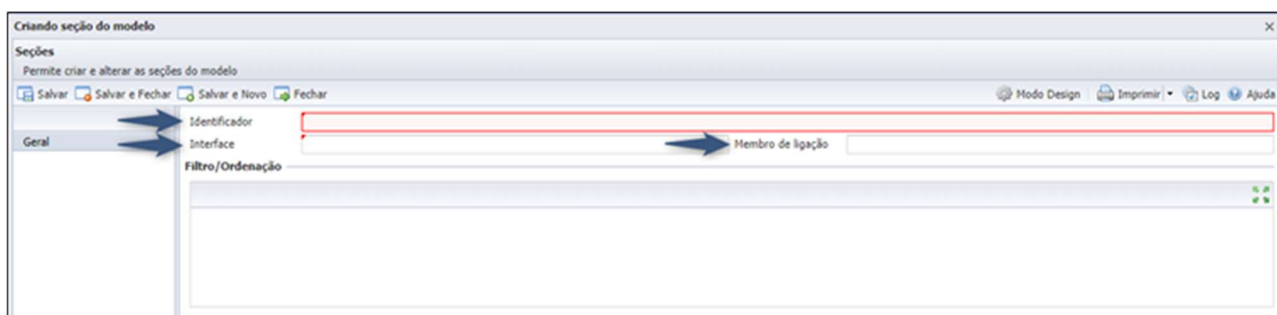 Criando seção do modelo
Seções
Permite criar e alterar as seções do modelo
Salvar Salvar e Fechar Salvar e Novo Fechar Modo Design Imprimir Log Ajuda
Identificador
Geral Interface Membro de ligação
Filtro/Ordenação